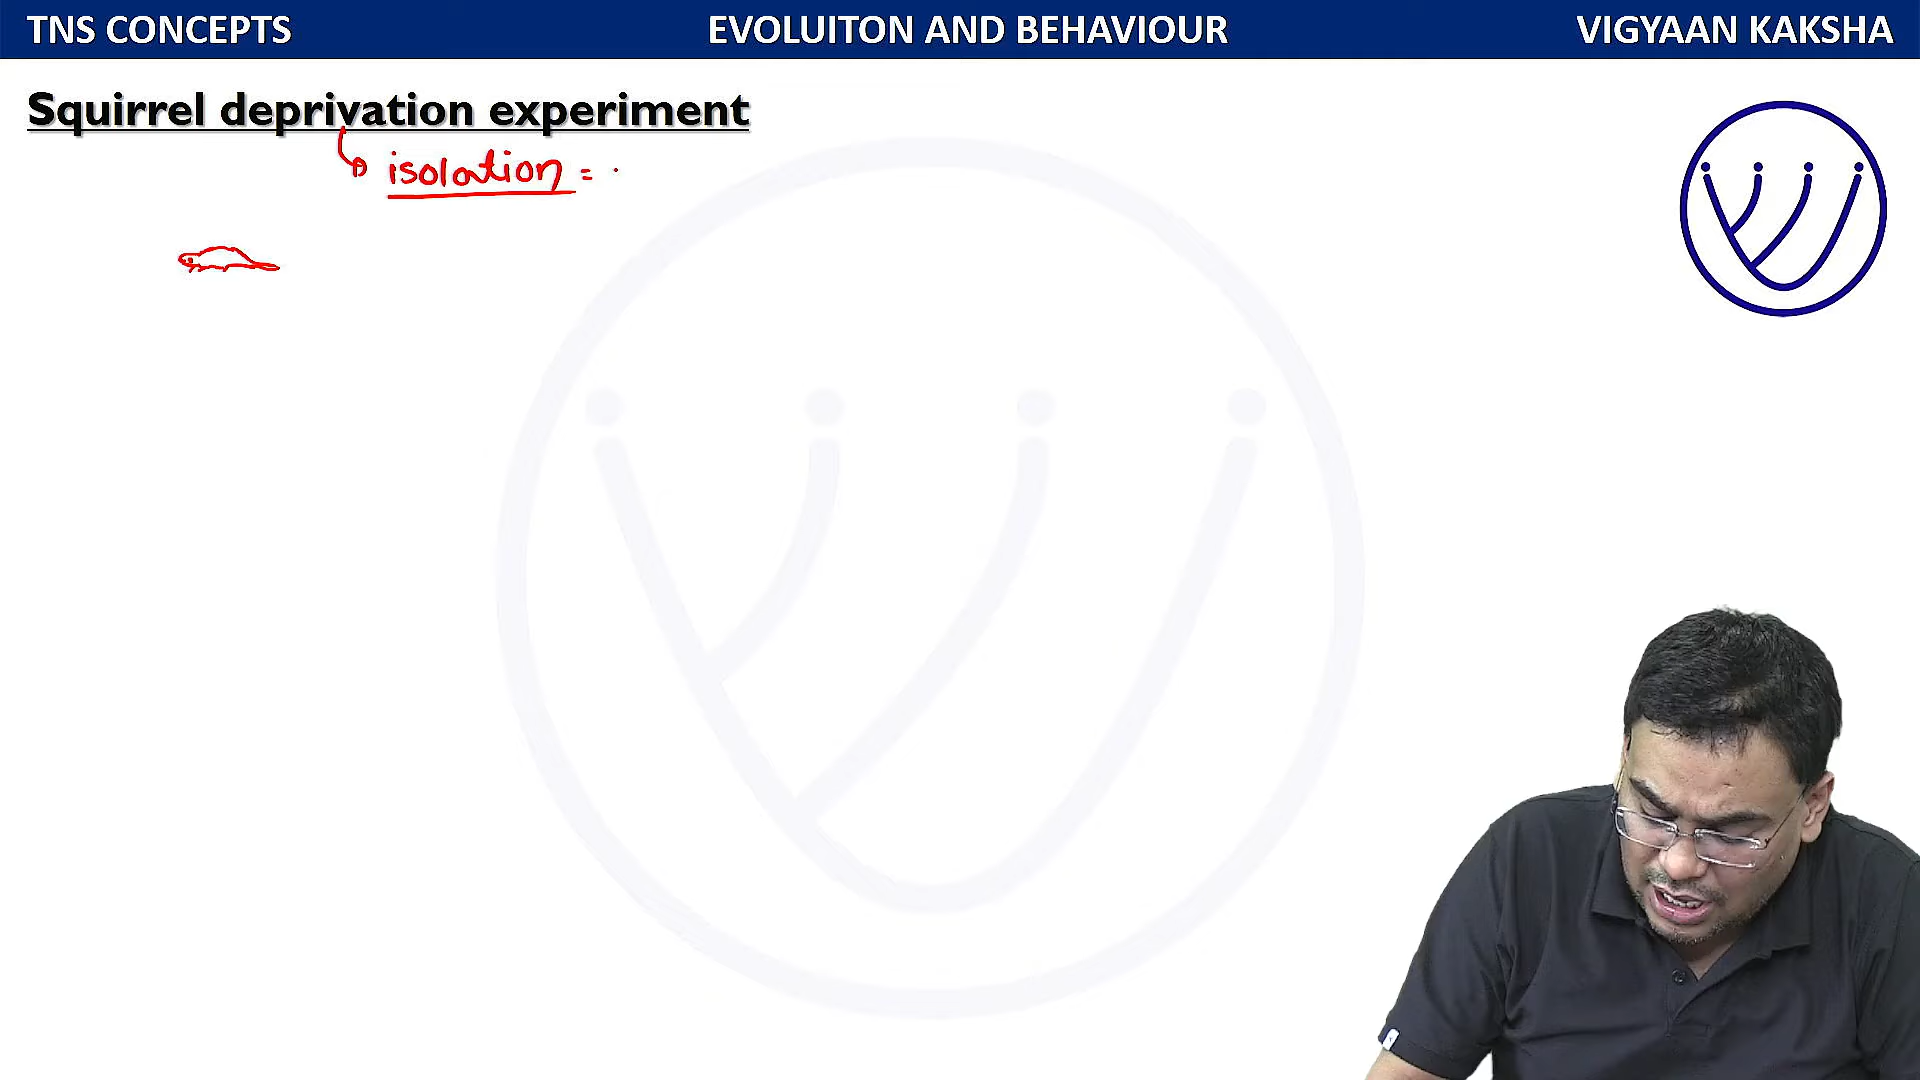 TNS CONCEPTS EVOLUITON AND BEHAVIOUR VIGYAAN KAKSHA
Squirrel deprivation experiment
isolation =